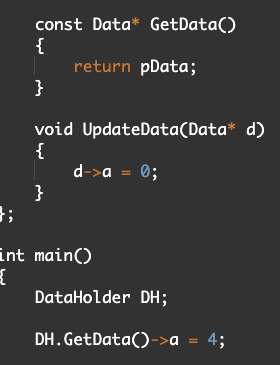 const Data* GetData()
{
return pData;
}
void UpdateData(Data* d)
{
d->a = 0;
}
};
int main()
{
DataHolder DH;
DH.GetData()->a = 4;